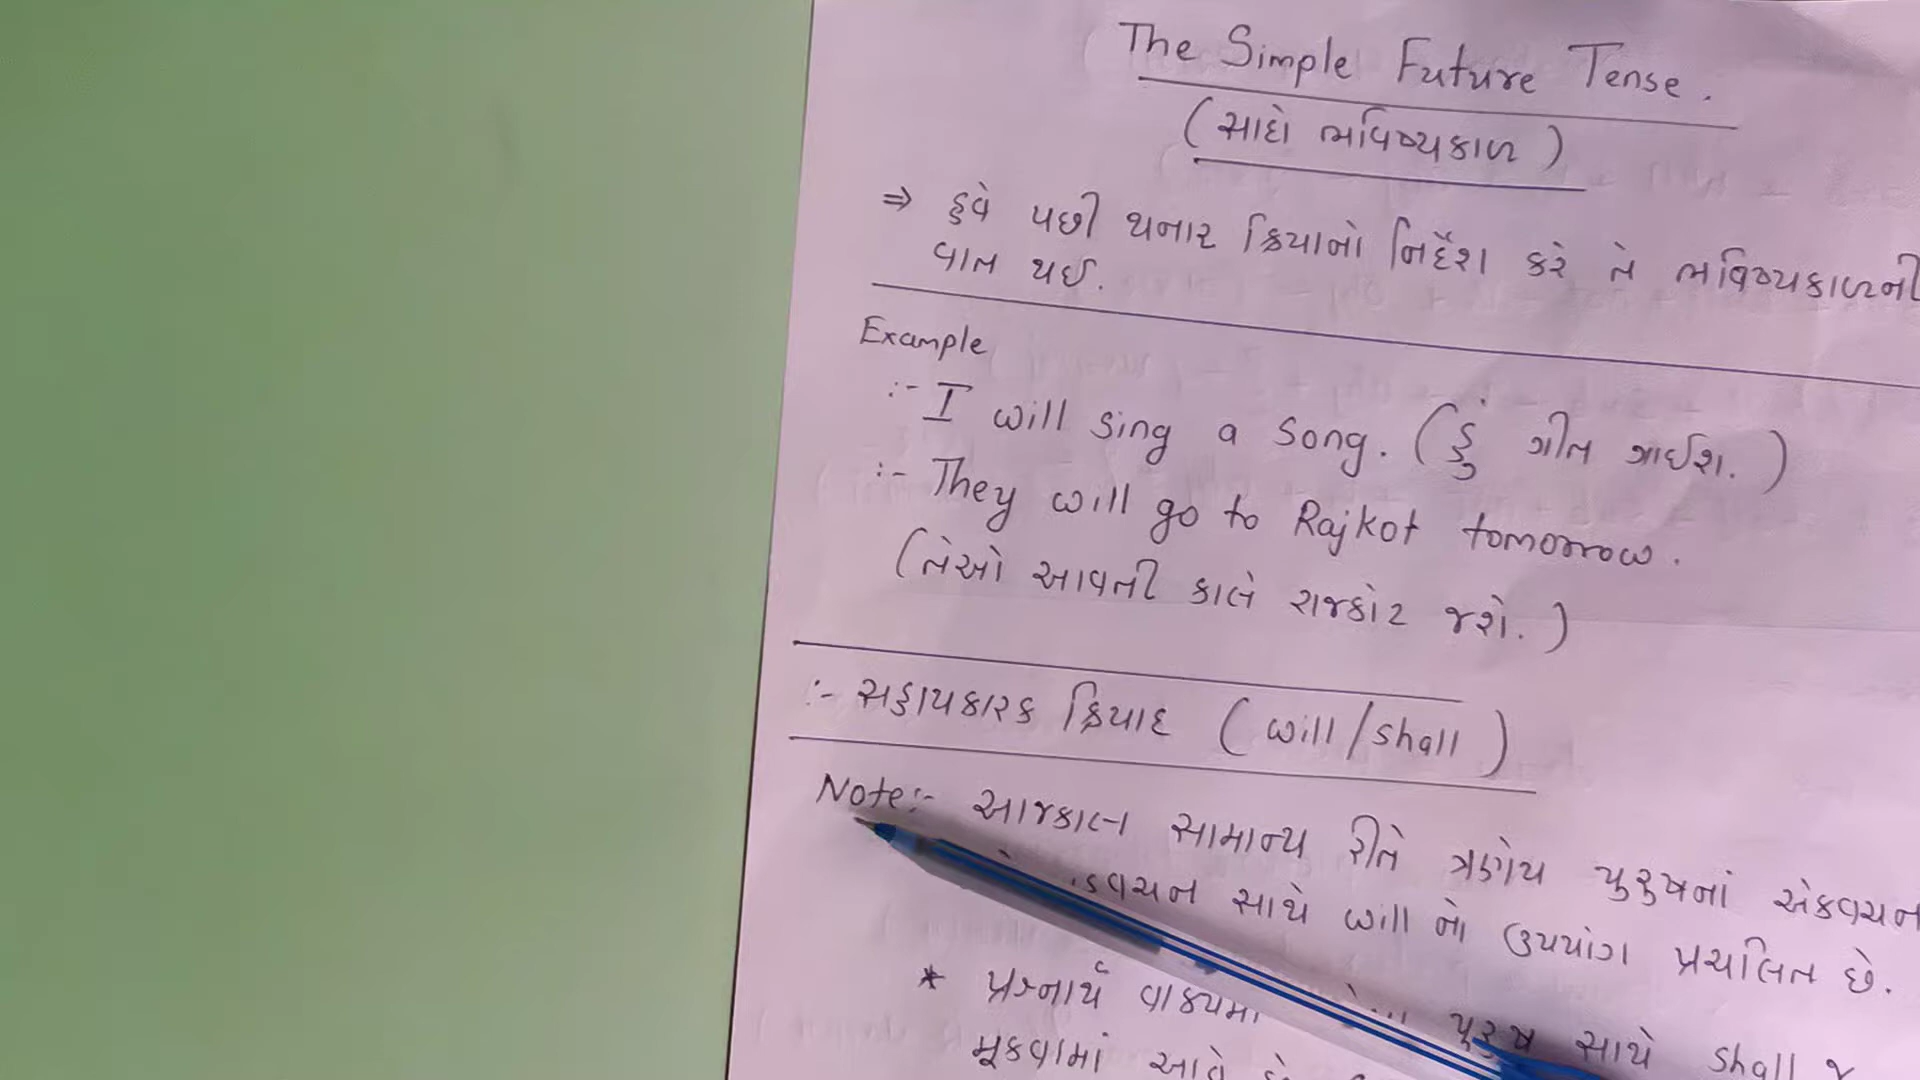 The Simple Future Tense.
(સાદો ભવિષ્યકાળ)
⇒ હવે પછી થનાર ક્રિયાનો નિર્દેશ કરે તે ભવિષ્યકાળની
વાત થઈ.
Example
:- I will sing a song. (હું ગીત ગાઈશ.)
:- They will go to Rajkot tomorrow.
(તેઓ આવતી કાલે રાજકોટ જશે.)
:- સહાયકારક ક્રિયાદ (will/shall)
Note:- આજકાલ સામાન્ય રીતે ત્રણેય પુરુષનાં એકવચન
સાથે will નો ઉપયોગ પ્રચલિત છે.
* પ્રશ્નાર્થ વાક્યમાં પુરુષ સાથે shall જ
મૂકવામાં આવે